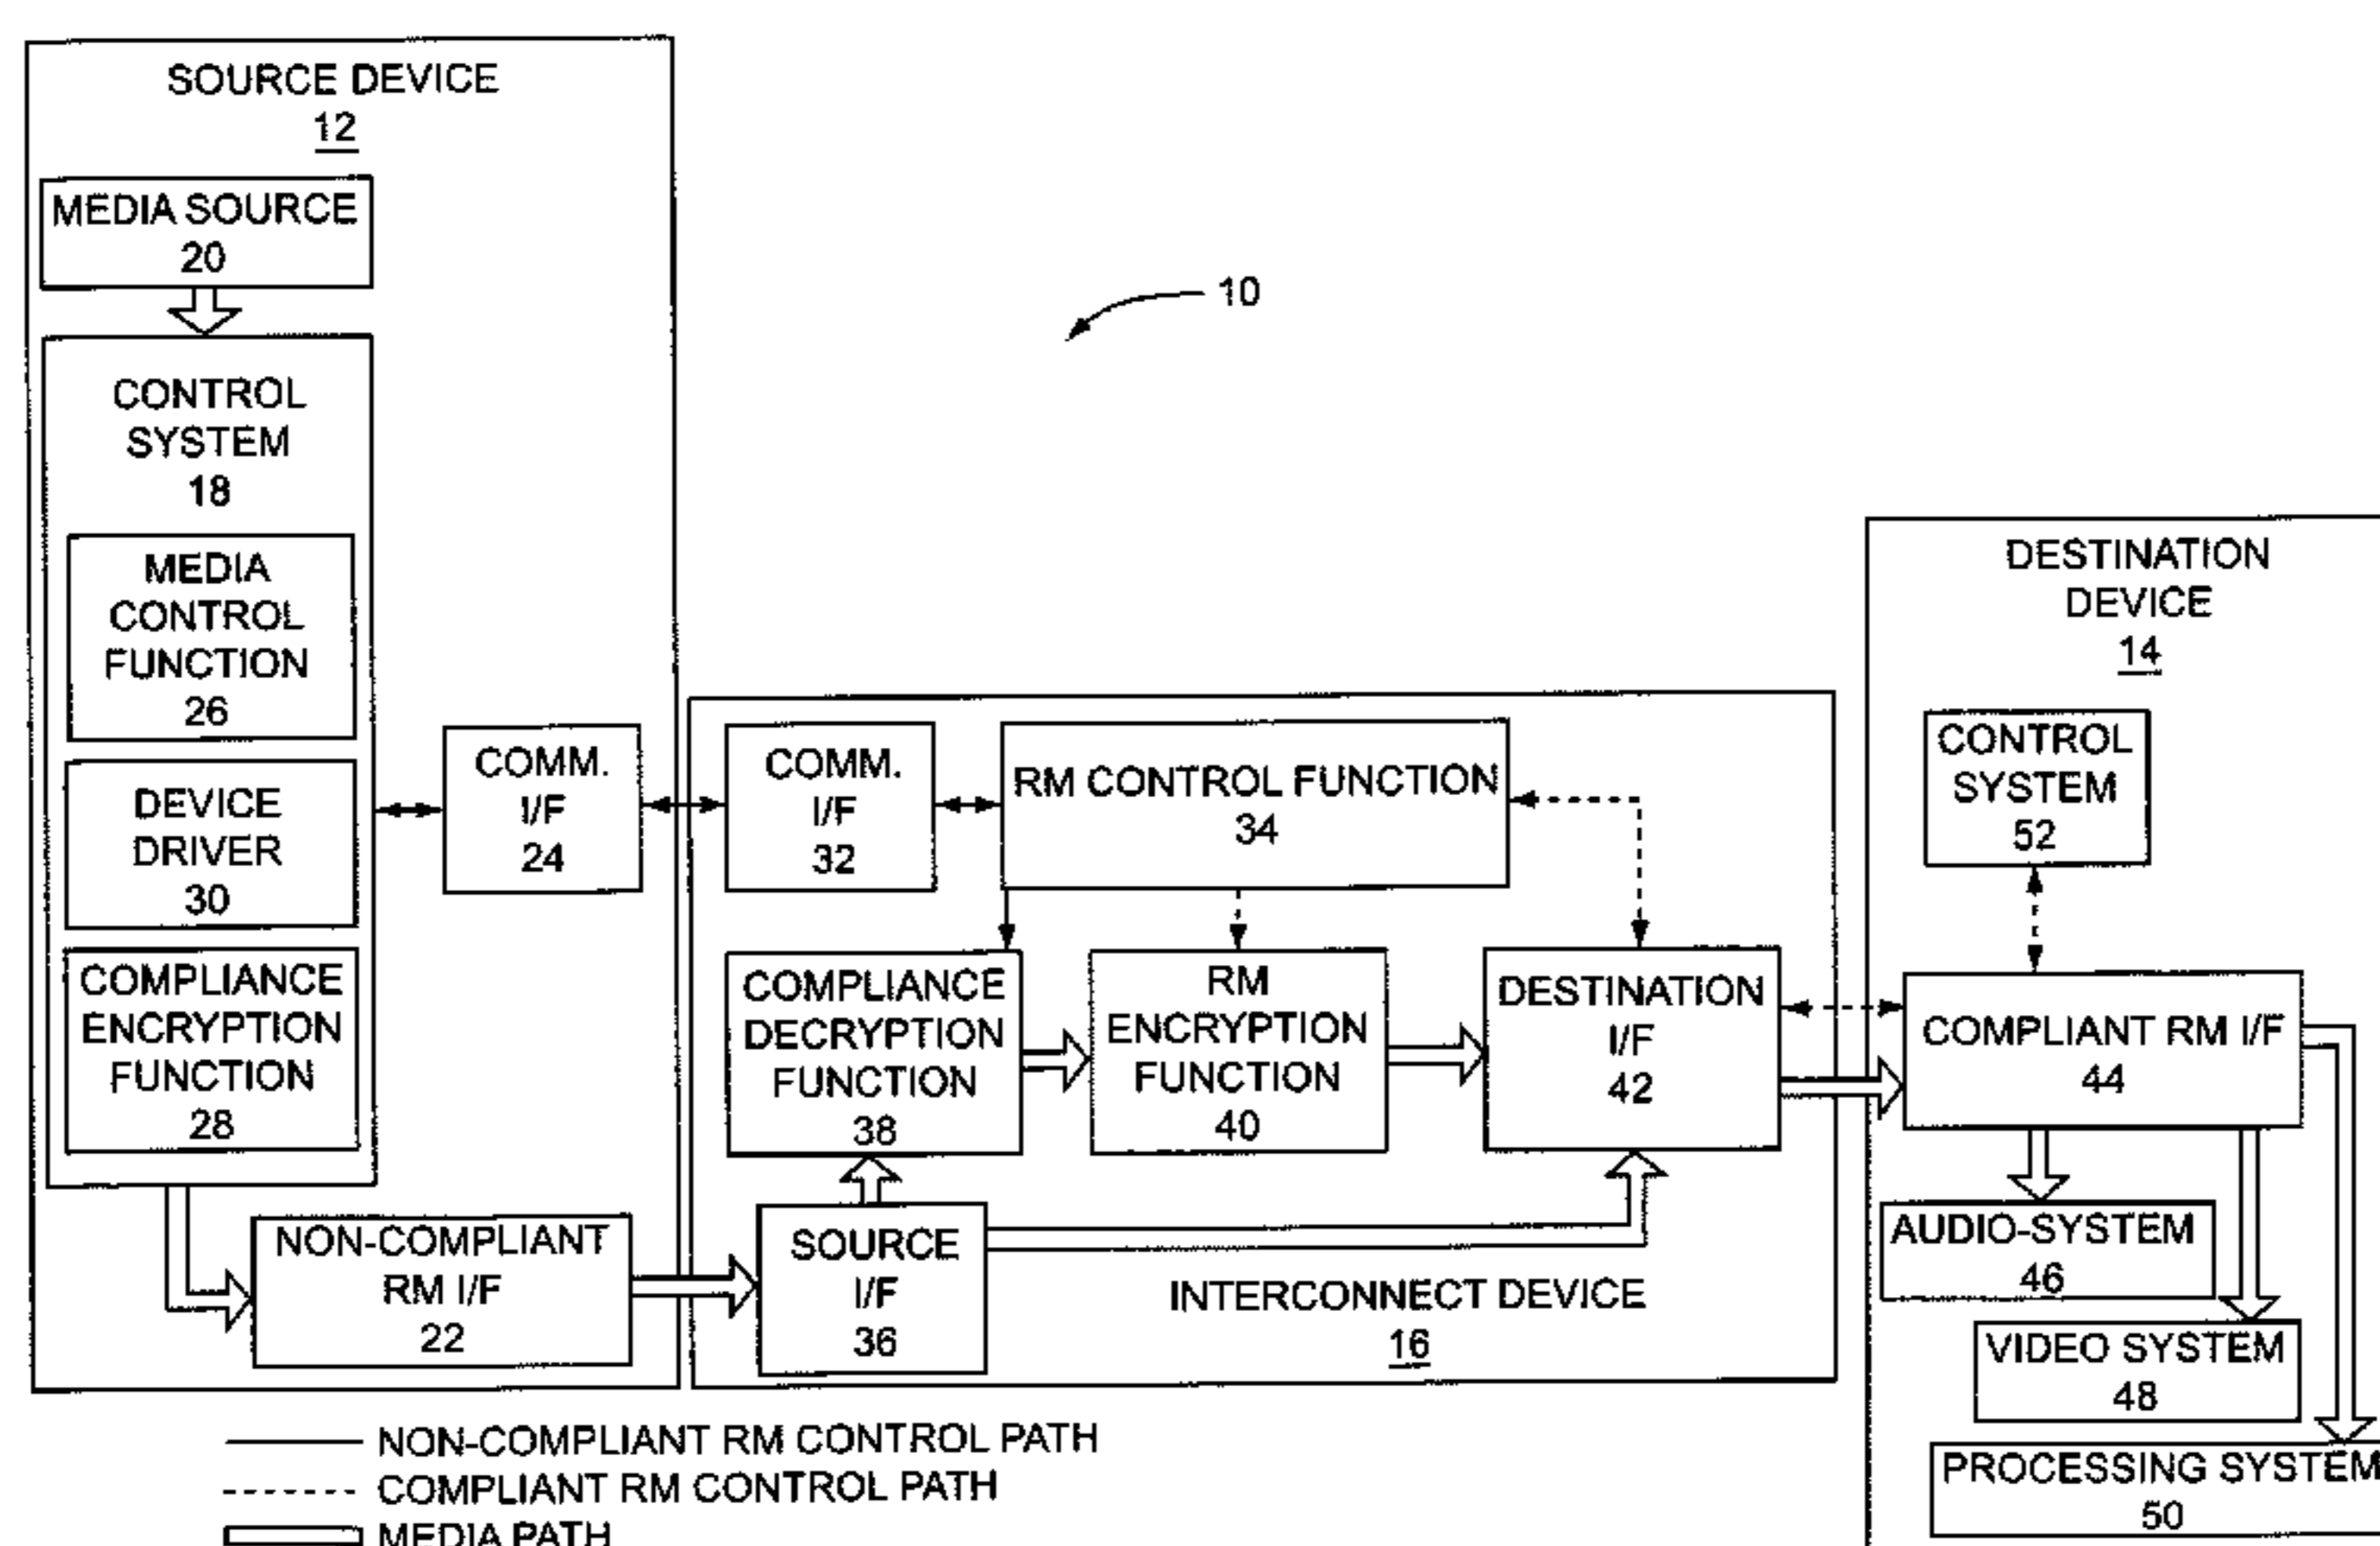 SOURCE DEVICE
12
MEDIA SOURCE
20
CONTROL
SYSTEM
18
MEDIA
CONTROL
FUNCTION
26
DEVICE
DRIVER
30
COMPLIANCE
ENCRYPTION
FUNCTION
28
COMM.
I/F
24
NON-COMPLIANT
RM I/F
22
10
COMM.
I/F
32
RM CONTROL FUNCTION
34
COMPLIANCE
DECRYPTION
FUNCTION
38
RM
ENCRYPTION
FUNCTION
40
DESTINATION
I/F
42
SOURCE
I/F
36
INTERCONNECT DEVICE
16
DESTINATION
DEVICE
14
CONTROL
SYSTEM
52
COMPLIANT RM I/F
44
AUDIO-SYSTEM
46
VIDEO SYSTEM
48
PROCESSING SYSTEM
50
NON-COMPLIANT RM CONTROL PATH
COMPLIANT RM CONTROL PATH
MEDIA PATH